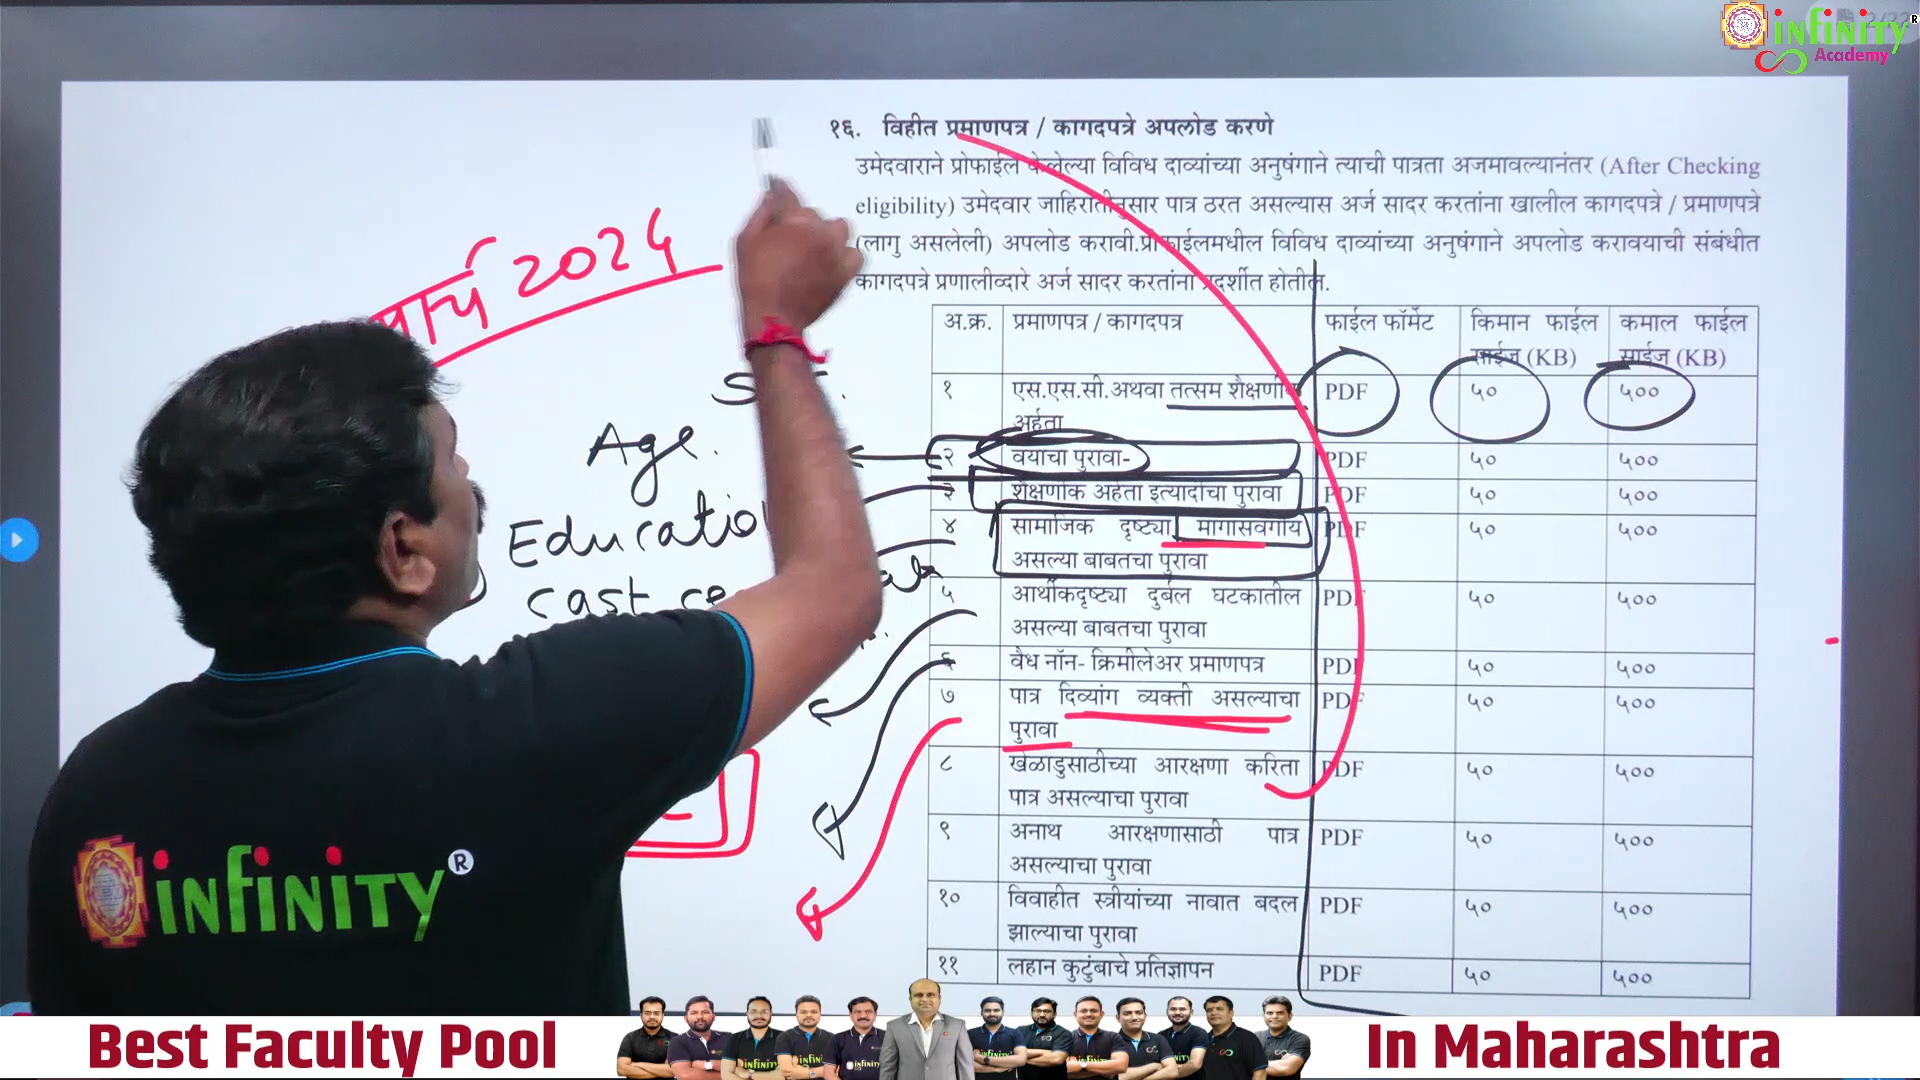 2/22
infinity®
Academy
१६. विहीत प्रमाणपत्र / कागदपत्रे अपलोड करणे
उमेदवाराने प्रोफाईल केलेल्या विविध दाव्यांच्या अनुषंगाने त्याची पात्रता अजमावल्यानंतर (After Checking
eligibility) उमेदवार जाहिरातीनुसार पात्र ठरत असल्यास अर्ज सादर करतांना खालील कागदपत्रे / प्रमाणपत्रे
(लागु असलेली) अपलोड करावी.प्रोफाईलमधील विविध दाव्यांच्या अनुषंगाने अपलोड करावयाची संबंधीत
कागदपत्रे प्रणालीव्दारे अर्ज सादर करतांना प्रदर्शीत होतील.
मार्च 2025
अ.क्र. प्रमाणपत्र / कागदपत्र फाईल फॉर्मेट किमान फाईल साईज (KB) कमाल फाईल साईज (KB)
१ एस.एस.सी.अथवा तत्सम शैक्षणीक PDF ५० ५००
अर्हता
Age.
२ वयाचा पुरावा- PDF ५० ५००
३ शैक्षणीक अर्हता इत्यादीचा पुरावा PDF ५० ५००
Education
४ सामाजिक दृष्ट्या मागासवर्गीय PDF ५० ५००
असल्या बाबतचा पुरावा
cast
५ आर्थीकदृष्ट्या दुर्बल घटकातील PDF ५० ५००
असल्या बाबतचा पुरावा
६ वैध नॉन- क्रिमीलेअर प्रमाणपत्र PDF ५० ५००
७ पात्र दिव्यांग व्यक्ती असल्याचा PDF ५० ५००
पुरावा
८ खेळाडुसाठीच्या आरक्षणा करिता PDF ५० ५००
पात्र असल्याचा पुरावा
९ अनाथ आरक्षणासाठी पात्र PDF ५० ५००
असल्याचा पुरावा
१० विवाहीत स्त्रीयांच्या नावात बदल PDF ५० ५००
झाल्याचा पुरावा
११ लहान कुटुंबाचे प्रतिज्ञापन PDF ५० ५००
infinity®
Best Faculty Pool In Maharashtra